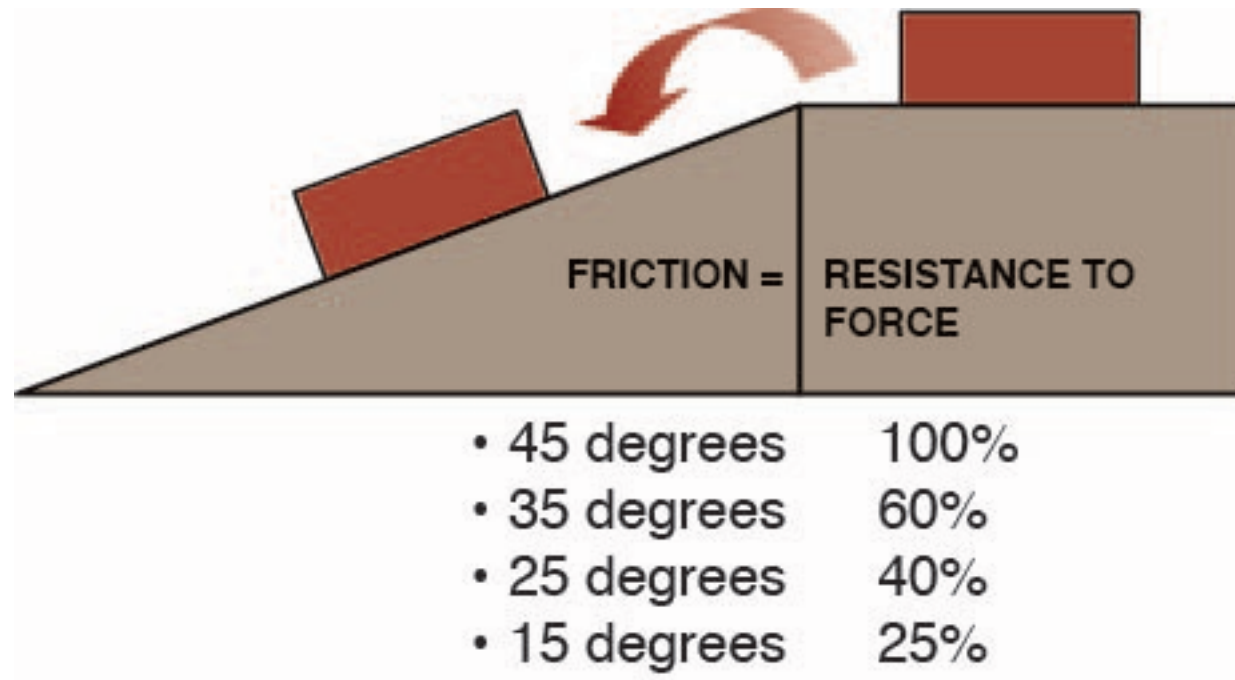 FRICTION = RESISTANCE TO
FORCE
• 45 degrees 100%
• 35 degrees 60%
• 25 degrees 40%
• 15 degrees 25%